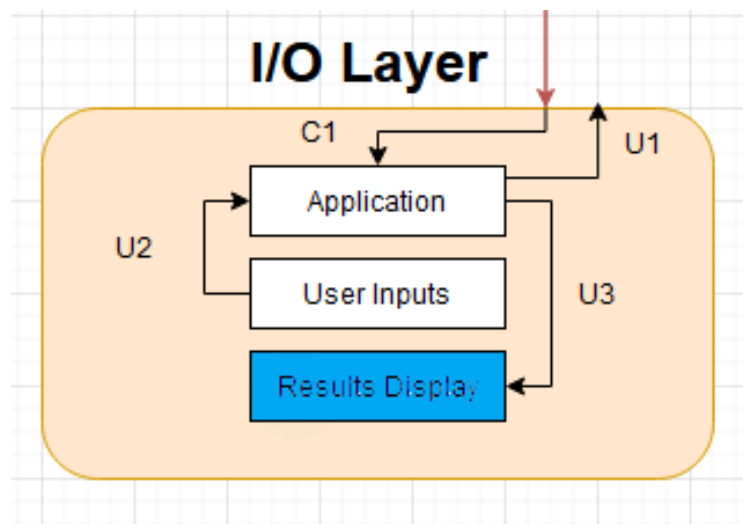 I/O Layer
C1
U1
Application
U2
User Inputs
U3
Results Display